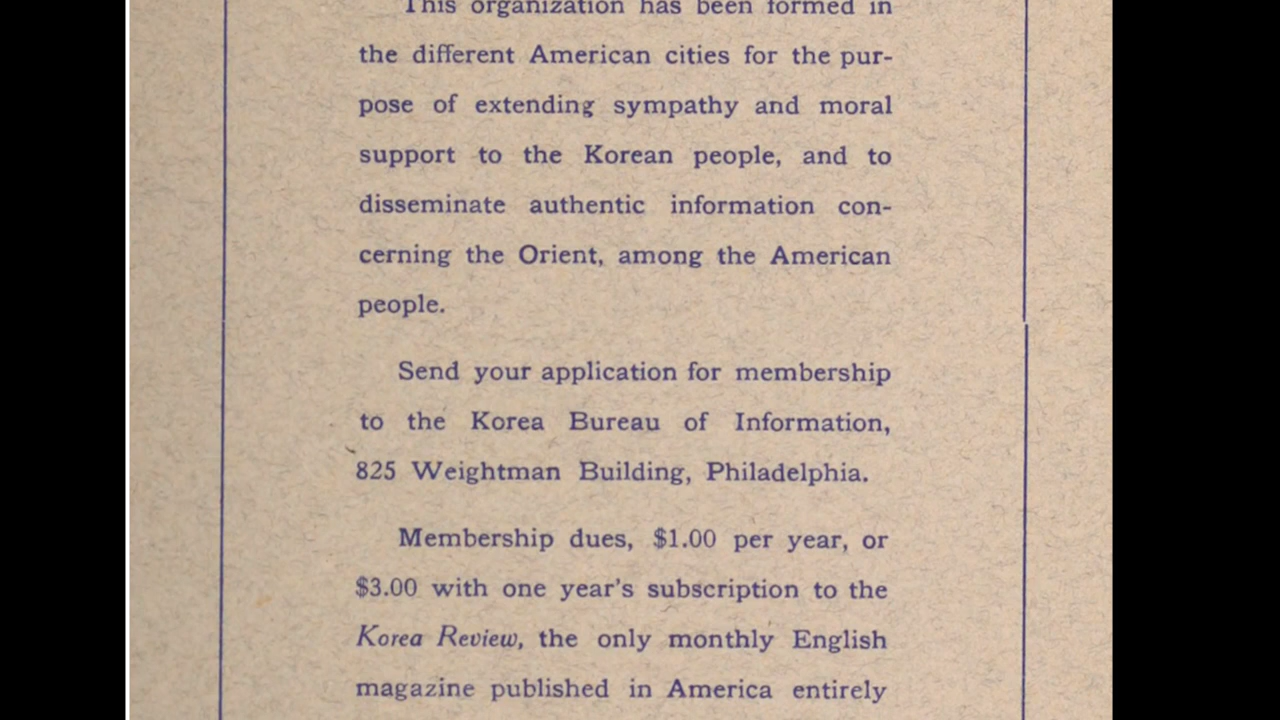 This organization has been formed in
the different American cities for the pur-
pose of extending sympathy and moral
support to the Korean people, and to
disseminate authentic information con-
cerning the Orient, among the American
people.
Send your application for membership
to the Korea Bureau of Information,
825 Weightman Building, Philadelphia.
Membership dues, $1.00 per year, or
$3.00 with one year's subscription to the
Korea Review, the only monthly English
magazine published in America entirely